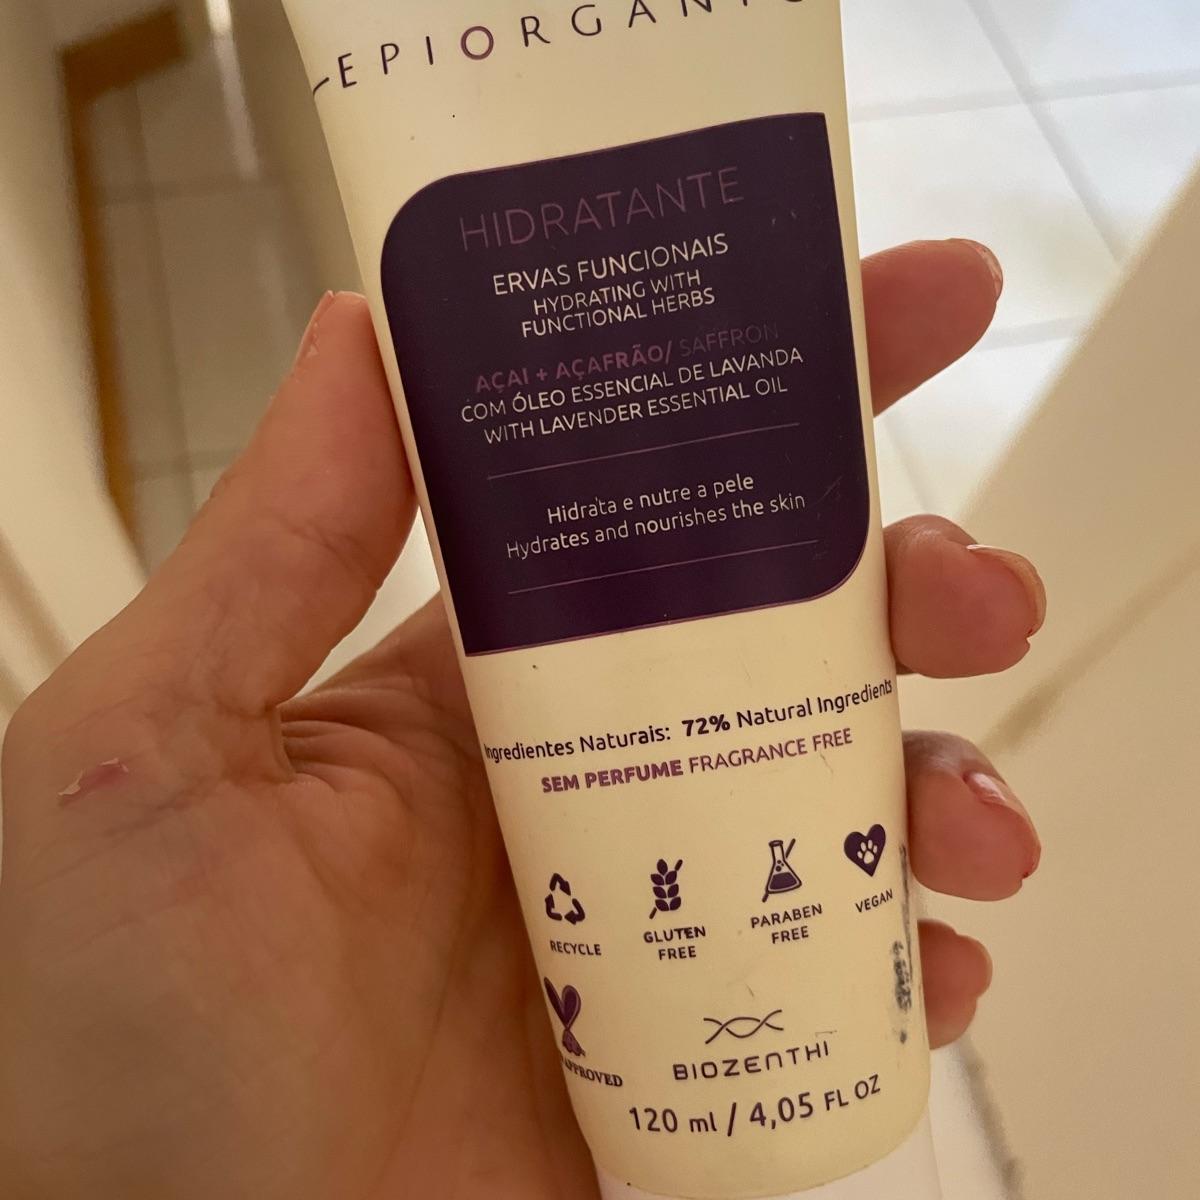 EPIORGANIC
HIDRATANTE
ERVAS FUNCIONAIS
HYDRATING WITH
FUNCTIONAL HERBS
AÇAI + AÇAFRÃO/ SAFFRON
COM ÓLEO ESSENCIAL DE LAVANDA
WITH LAVENDER ESSENTIAL OIL
Hidrata e nutre a pele
Hydrates and nourishes the skin
Ingredientes Naturais: 72% Natural Ingredients
SEM PERFUME FRAGRANCE FREE
RECYCLE
GLUTEN
FREE
PARABEN
FREE
VEGAN
APPROVED
BIOZENTHI
120 ml / 4,05 FL OZ